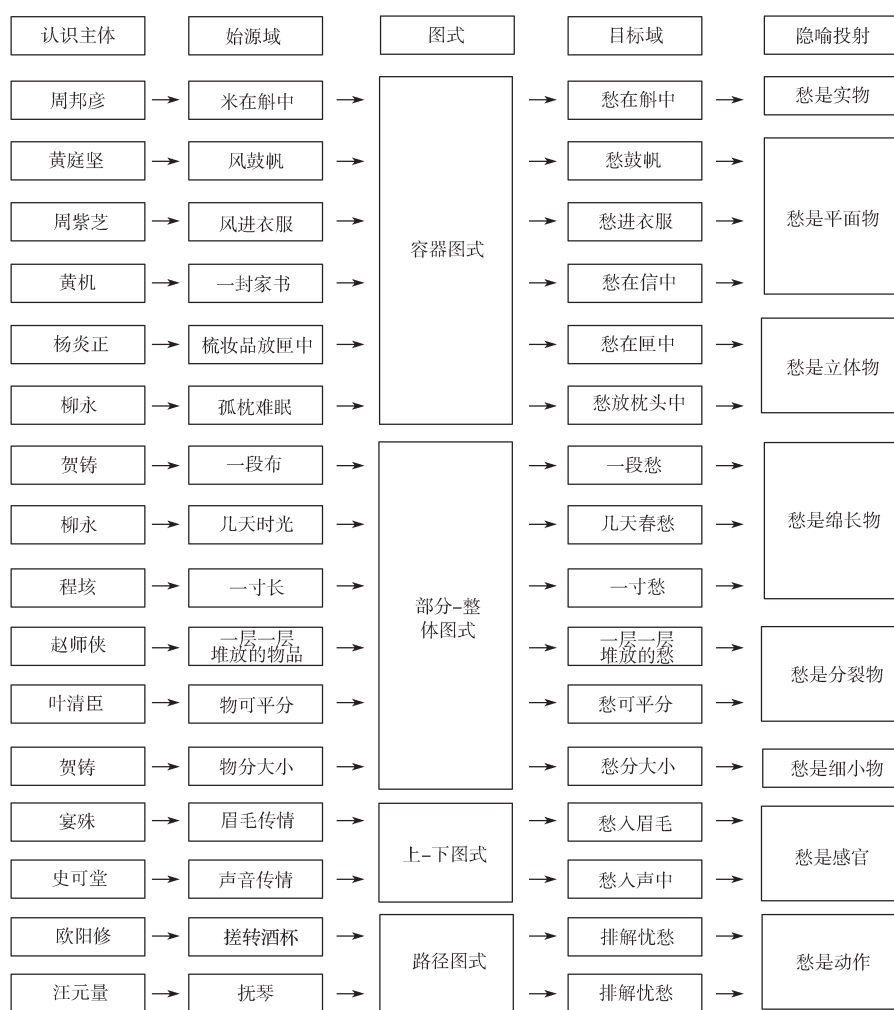 认识主体 始源域 图式 目标域 隐喻投射
周邦彦 米在斛中 愁在斛中 愁是实物
黄庭坚 风鼓帆 愁鼓帆
周紫芝 风进衣服 愁进衣服 愁是平面物
容器图式
黄机 一封家书 愁在信中
杨炎正 梳妆品放匣中 愁在匣中
愁是立体物
柳永 孤枕难眠 愁放枕头中
贺铸 一段布 一段愁
柳永 几天时光 几天春愁 愁是绵长物
程垓 一寸长 一寸愁
部分-整
体图式
赵师侠 一层一层 一层一层
堆放的物品 堆放的愁
愁是分裂物
叶清臣 物可平分 愁可平分
贺铸 物分大小 愁分大小 愁是细小物
宴殊 眉毛传情 愁入眉毛
上-下图式 愁是感官
史可堂 声音传情 愁入声中
欧阳修 搓转酒杯 排解忧愁
路径图式 愁是动作
汪元量 抚琴 排解忧愁